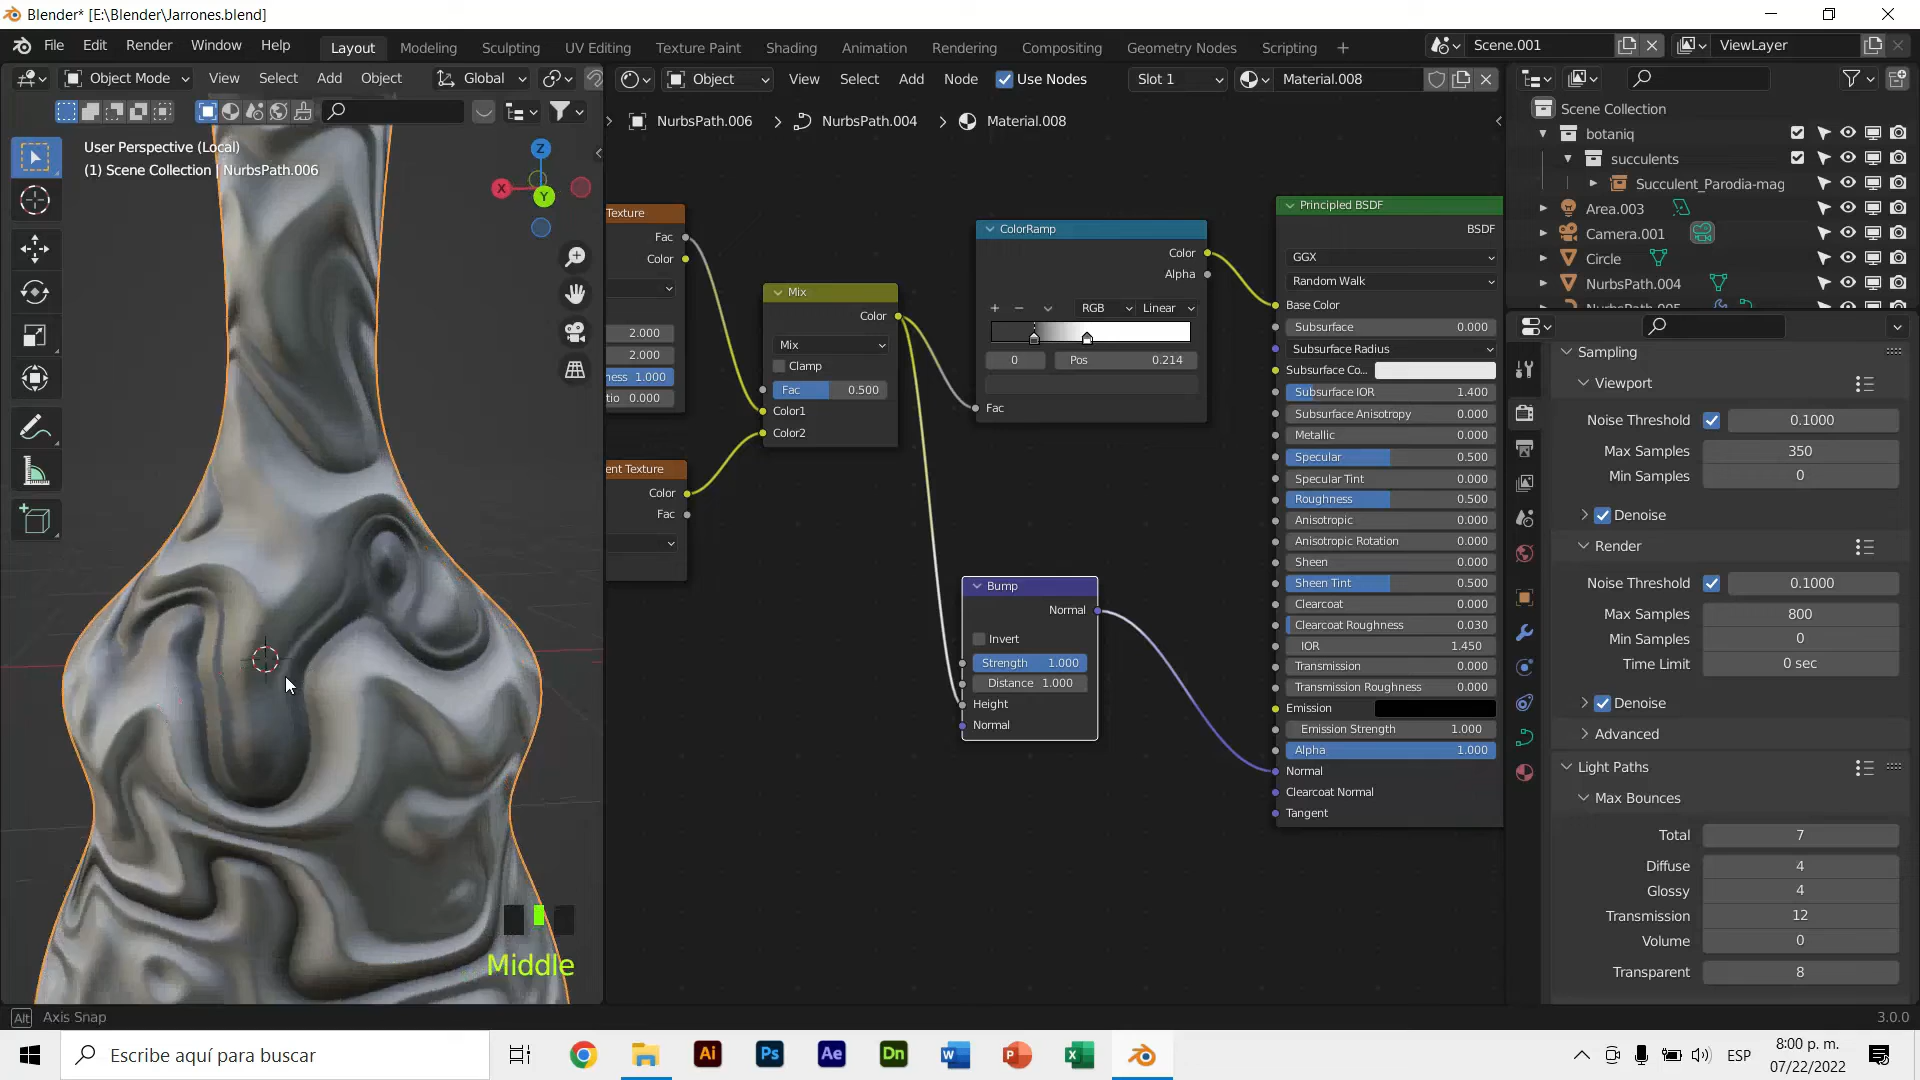 Blender* [E:\Blender\Jarrones.blend]
File Edit Render Window Help Layout Modeling Sculpting UV Editing Texture Paint Shading Animation Rendering Compositing Geometry Nodes Scripting + Scene.001 ViewLayer
Object Mode View Select Add Object Global
Object View Select Add Node Use Nodes Slot 1 Material.008
NurbsPath.006 > NurbsPath.004 > Material.008
User Perspective (Local)
(1) Scene Collection | NurbsPath.006
Z
X
Y
Texture
Fac
Color
2.000
2.000
ness 1.000
tio 0.000
ent Texture
Color
Fac
Mix
Color
Mix
Clamp
Fac 0.500
Color1
Color2
ColorRamp
Color
Alpha
+ − RGB Linear
0 Pos 0.214
Fac
Bump
Normal
Invert
Strength 1.000
Distance 1.000
Height
Normal
Principled BSDF
BSDF
GGX
Random Walk
Base Color
Subsurface 0.000
Subsurface Radius
Subsurface Co...
Subsurface IOR 1.400
Subsurface Anisotropy 0.000
Metallic 0.000
Specular 0.500
Specular Tint 0.000
Roughness 0.500
Anisotropic 0.000
Anisotropic Rotation 0.000
Sheen 0.000
Sheen Tint 0.500
Clearcoat 0.000
Clearcoat Roughness 0.030
IOR 1.450
Transmission 0.000
Transmission Roughness 0.000
Emission
Emission Strength 1.000
Alpha 1.000
Normal
Clearcoat Normal
Tangent
Scene Collection
botaniq
succulents
Succulent_Parodia-mag
Area.003
Camera.001
Circle
NurbsPath.004
NurbsPath.005
Sampling
Viewport
Noise Threshold 0.1000
Max Samples 350
Min Samples 0
Denoise
Render
Noise Threshold 0.1000
Max Samples 800
Min Samples 0
Time Limit 0 sec
Denoise
Advanced
Light Paths
Max Bounces
Total 7
Diffuse 4
Glossy 4
Transmission 12
Volume 0
Transparent 8
Middle
Alt Axis Snap
3.0.0
Escribe aquí para buscar
Ai Ps Ae Dn
ESP
8:00 p. m.
07/22/2022